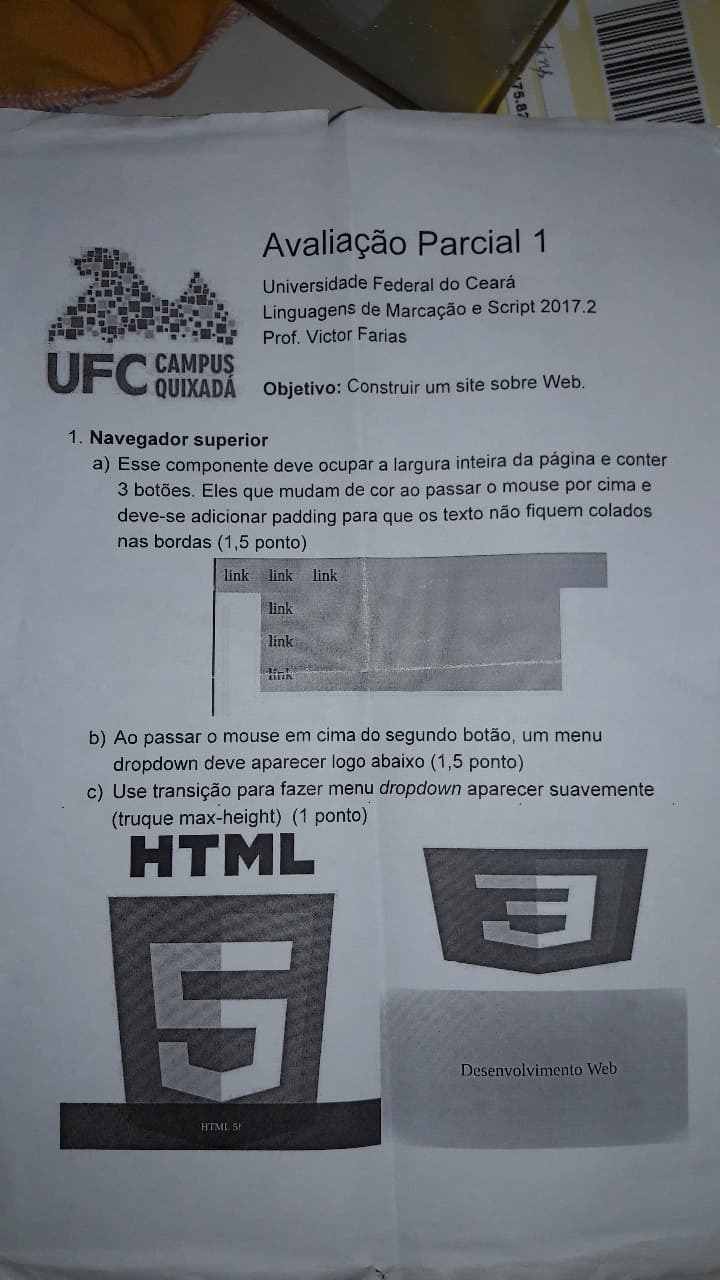 75.87
Avaliação Parcial 1
Universidade Federal do Ceará
Linguagens de Marcação e Script 2017.2
Prof. Victor Farias
UFC CAMPUS QUIXADÁ
Objetivo: Construir um site sobre Web.
1. Navegador superior
a) Esse componente deve ocupar a largura inteira da página e conter
3 botões. Eles que mudam de cor ao passar o mouse por cima e
deve-se adicionar padding para que os texto não fiquem colados
nas bordas (1,5 ponto)
link link link
link
link
link
b) Ao passar o mouse em cima do segundo botão, um menu
dropdown deve aparecer logo abaixo (1,5 ponto)
c) Use transição para fazer menu dropdown aparecer suavemente
(truque max-height) (1 ponto)
HTML
5
3
Desenvolvimento Web
HTML 5!